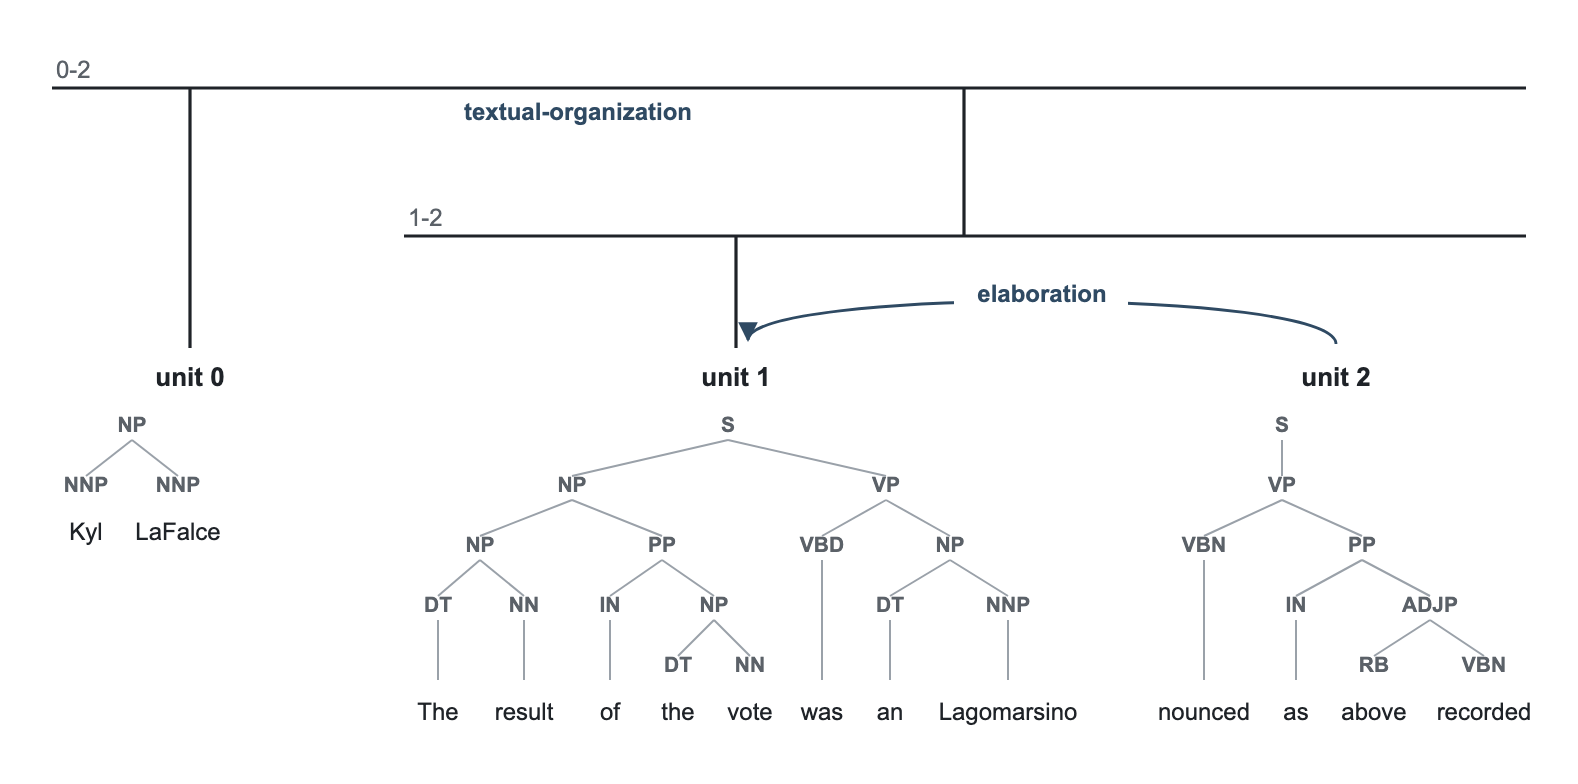 0-2
textual-organization
1-2
elaboration
unit 0 unit 1 unit 2
NP S S
NNP NNP NP VP VP
Kyl LaFalce NP PP VBD NP VBN PP
DT NN IN NP DT NNP IN ADJP
DT NN RB VBN
The result of the vote was an Lagomarsino nounced as above recorded